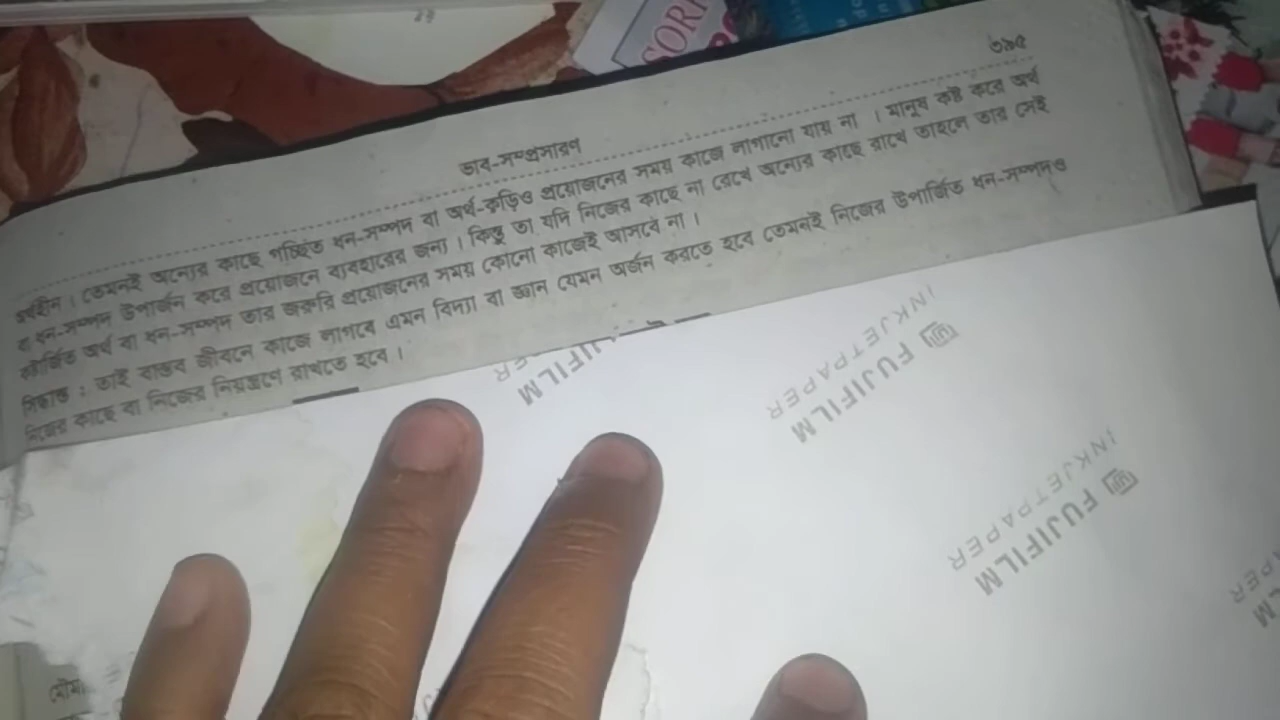 ৩৯৫
ভাব-সম্প্রসারণ
অর্থহীন। তেমনই অন্যের কাছে গচ্ছিত ধন-সম্পদ বা অর্থ-কড়িও প্রয়োজনের সময় কাজে লাগানো যায় না । মানুষ কষ্ট করে অর্থ
বা ধন-সম্পদ উপার্জন করে প্রয়োজনে ব্যবহারের জন্য । কিন্তু তা যদি নিজের কাছে না রেখে অন্যের কাছে রাখে তাহলে তার সেই
কষ্টার্জিত অর্থ বা ধন-সম্পদ তার জরুরি প্রয়োজনের সময় কোনো কাজেই আসবে না ।
সিদ্ধান্ত : তাই বাস্তব জীবনে কাজে লাগবে এমন বিদ্যা বা জ্ঞান যেমন অর্জন করতে হবে তেমনই নিজের উপার্জিত ধন-সম্পদও
নিজের কাছে বা নিজের নিয়ন্ত্রণে রাখতে হবে ।
FUJIFILM
INKJETPAPER
FUJIFILM
INKJETPAPER
FUJIFILM